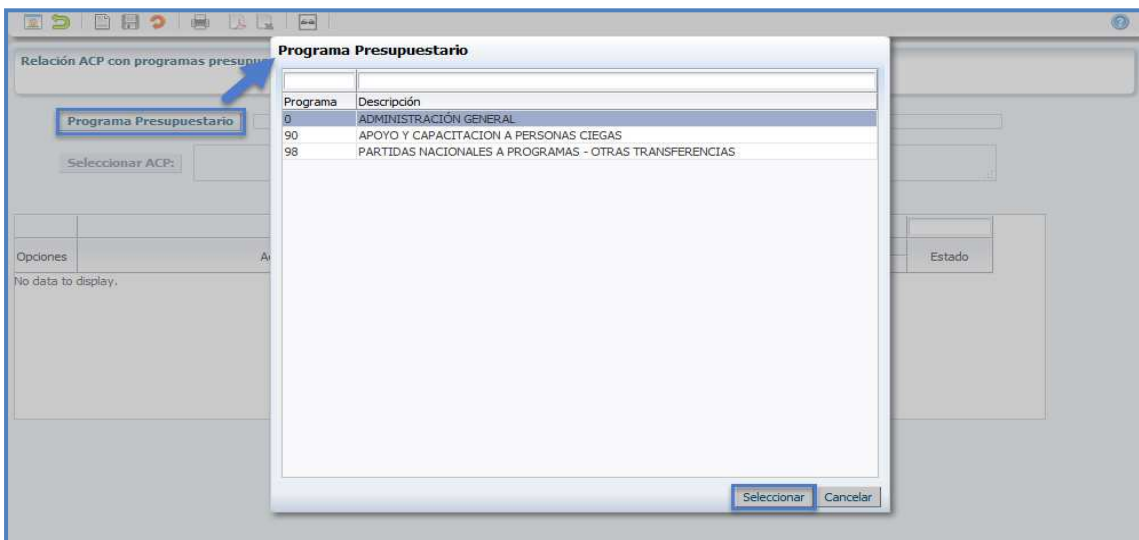 Programa Presupuestario
Relación ACP con programas
Programa Descripción
Programa Presupuestario
0 ADMINISTRACIÓN GENERAL
90 APOYO Y CAPACITACION A PERSONAS CIEGAS
98 PARTIDAS NACIONALES A PROGRAMAS - OTRAS TRANSFERENCIAS
Seleccionar ACP:
Opciones Estado
No data to display.
Seleccionar Cancelar